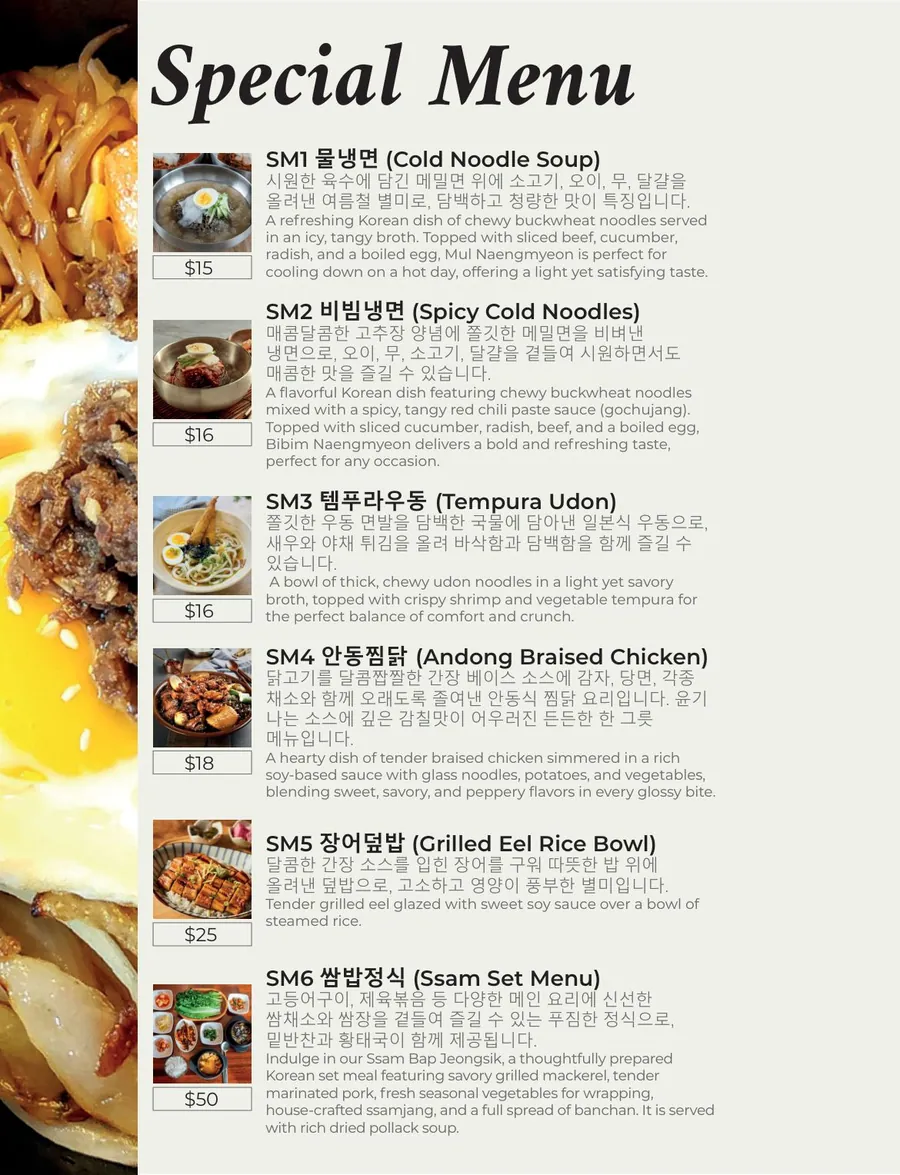 Special Menu
SM1 물냉면 (Cold Noodle Soup)
시원한 육수에 담긴 메밀면 위에 소고기, 오이, 무, 달걀을
올려낸 여름철 별미로, 담백하고 청량한 맛이 특징입니다.
A refreshing Korean dish of chewy buckwheat noodles served
in an icy, tangy broth. Topped with sliced beef, cucumber,
radish, and a boiled egg, Mul Naengmyeon is perfect for
cooling down on a hot day, offering a light yet satisfying taste.
$15
SM2 비빔냉면 (Spicy Cold Noodles)
매콤달콤한 고추장 양념에 쫄깃한 메밀면을 비벼낸
냉면으로, 오이, 무, 소고기, 달걀을 곁들여 시원하면서도
매콤한 맛을 즐길 수 있습니다.
A flavorful Korean dish featuring chewy buckwheat noodles
mixed with a spicy, tangy red chili paste sauce (gochujang).
Topped with sliced cucumber, radish, beef, and a boiled egg,
Bibim Naengmyeon delivers a bold and refreshing taste,
perfect for any occasion.
$16
SM3 템푸라우동 (Tempura Udon)
쫄깃한 우동 면발을 담백한 국물에 담아낸 일본식 우동으로,
새우와 야채 튀김을 올려 바삭함과 담백함을 함께 즐길 수
있습니다.
A bowl of thick, chewy udon noodles in a light yet savory
broth, topped with crispy shrimp and vegetable tempura for
the perfect balance of comfort and crunch.
$16
SM4 안동찜닭 (Andong Braised Chicken)
닭고기를 달콤짭짤한 간장 베이스 소스에 감자, 당면, 각종
채소와 함께 오래도록 졸여낸 안동식 찜닭 요리입니다. 윤기
나는 소스에 깊은 감칠맛이 어우러진 든든한 한 그릇
메뉴입니다.
A hearty dish of tender braised chicken simmered in a rich
soy-based sauce with glass noodles, potatoes, and vegetables,
blending sweet, savory, and peppery flavors in every glossy bite.
$18
SM5 장어덮밥 (Grilled Eel Rice Bowl)
달콤한 간장 소스를 입힌 장어를 구워 따뜻한 밥 위에
올려낸 덮밥으로, 고소하고 영양이 풍부한 별미입니다.
Tender grilled eel glazed with sweet soy sauce over a bowl of
steamed rice.
$25
SM6 쌈밥정식 (Ssam Set Menu)
고등어구이, 제육볶음 등 다양한 메인 요리에 신선한
쌈채소와 쌈장을 곁들여 즐길 수 있는 푸짐한 정식으로,
밑반찬과 황태국이 함께 제공됩니다.
Indulge in our Ssam Bap Jeongsik, a thoughtfully prepared
Korean set meal featuring savory grilled mackerel, tender
marinated pork, fresh seasonal vegetables for wrapping,
house-crafted ssamjang, and a full spread of banchan. It is served
with rich dried pollack soup.
$50